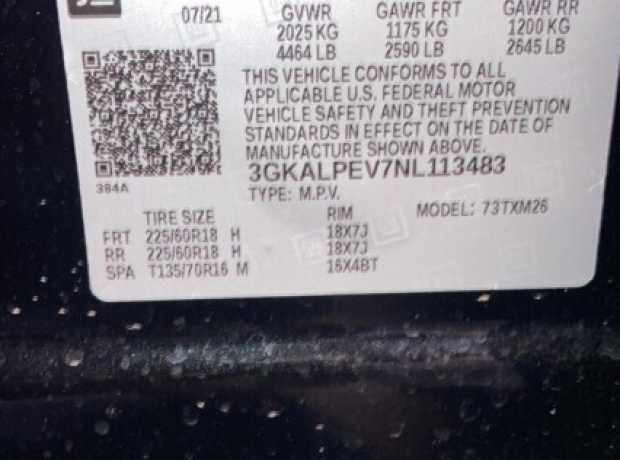 07/21 GVWR GAWR FRT GAWR RR
2025 KG 1175 KG 1200 KG
4464 LB 2590 LB 2645 LB
THIS VEHICLE CONFORMS TO ALL
APPLICABLE U.S. FEDERAL MOTOR
VEHICLE SAFETY AND THEFT PREVENTION
STANDARDS IN EFFECT ON THE DATE OF
MANUFACTURE SHOWN ABOVE.
3GKALPEV7NL113483
384A
TYPE: M.P.V. MODEL: 73TXM26
TIRE SIZE RIM
FRT 225/60R18 H 18X7J
RR 225/60R18 H 18X7J
SPA T135/70R16 M 16X4BT